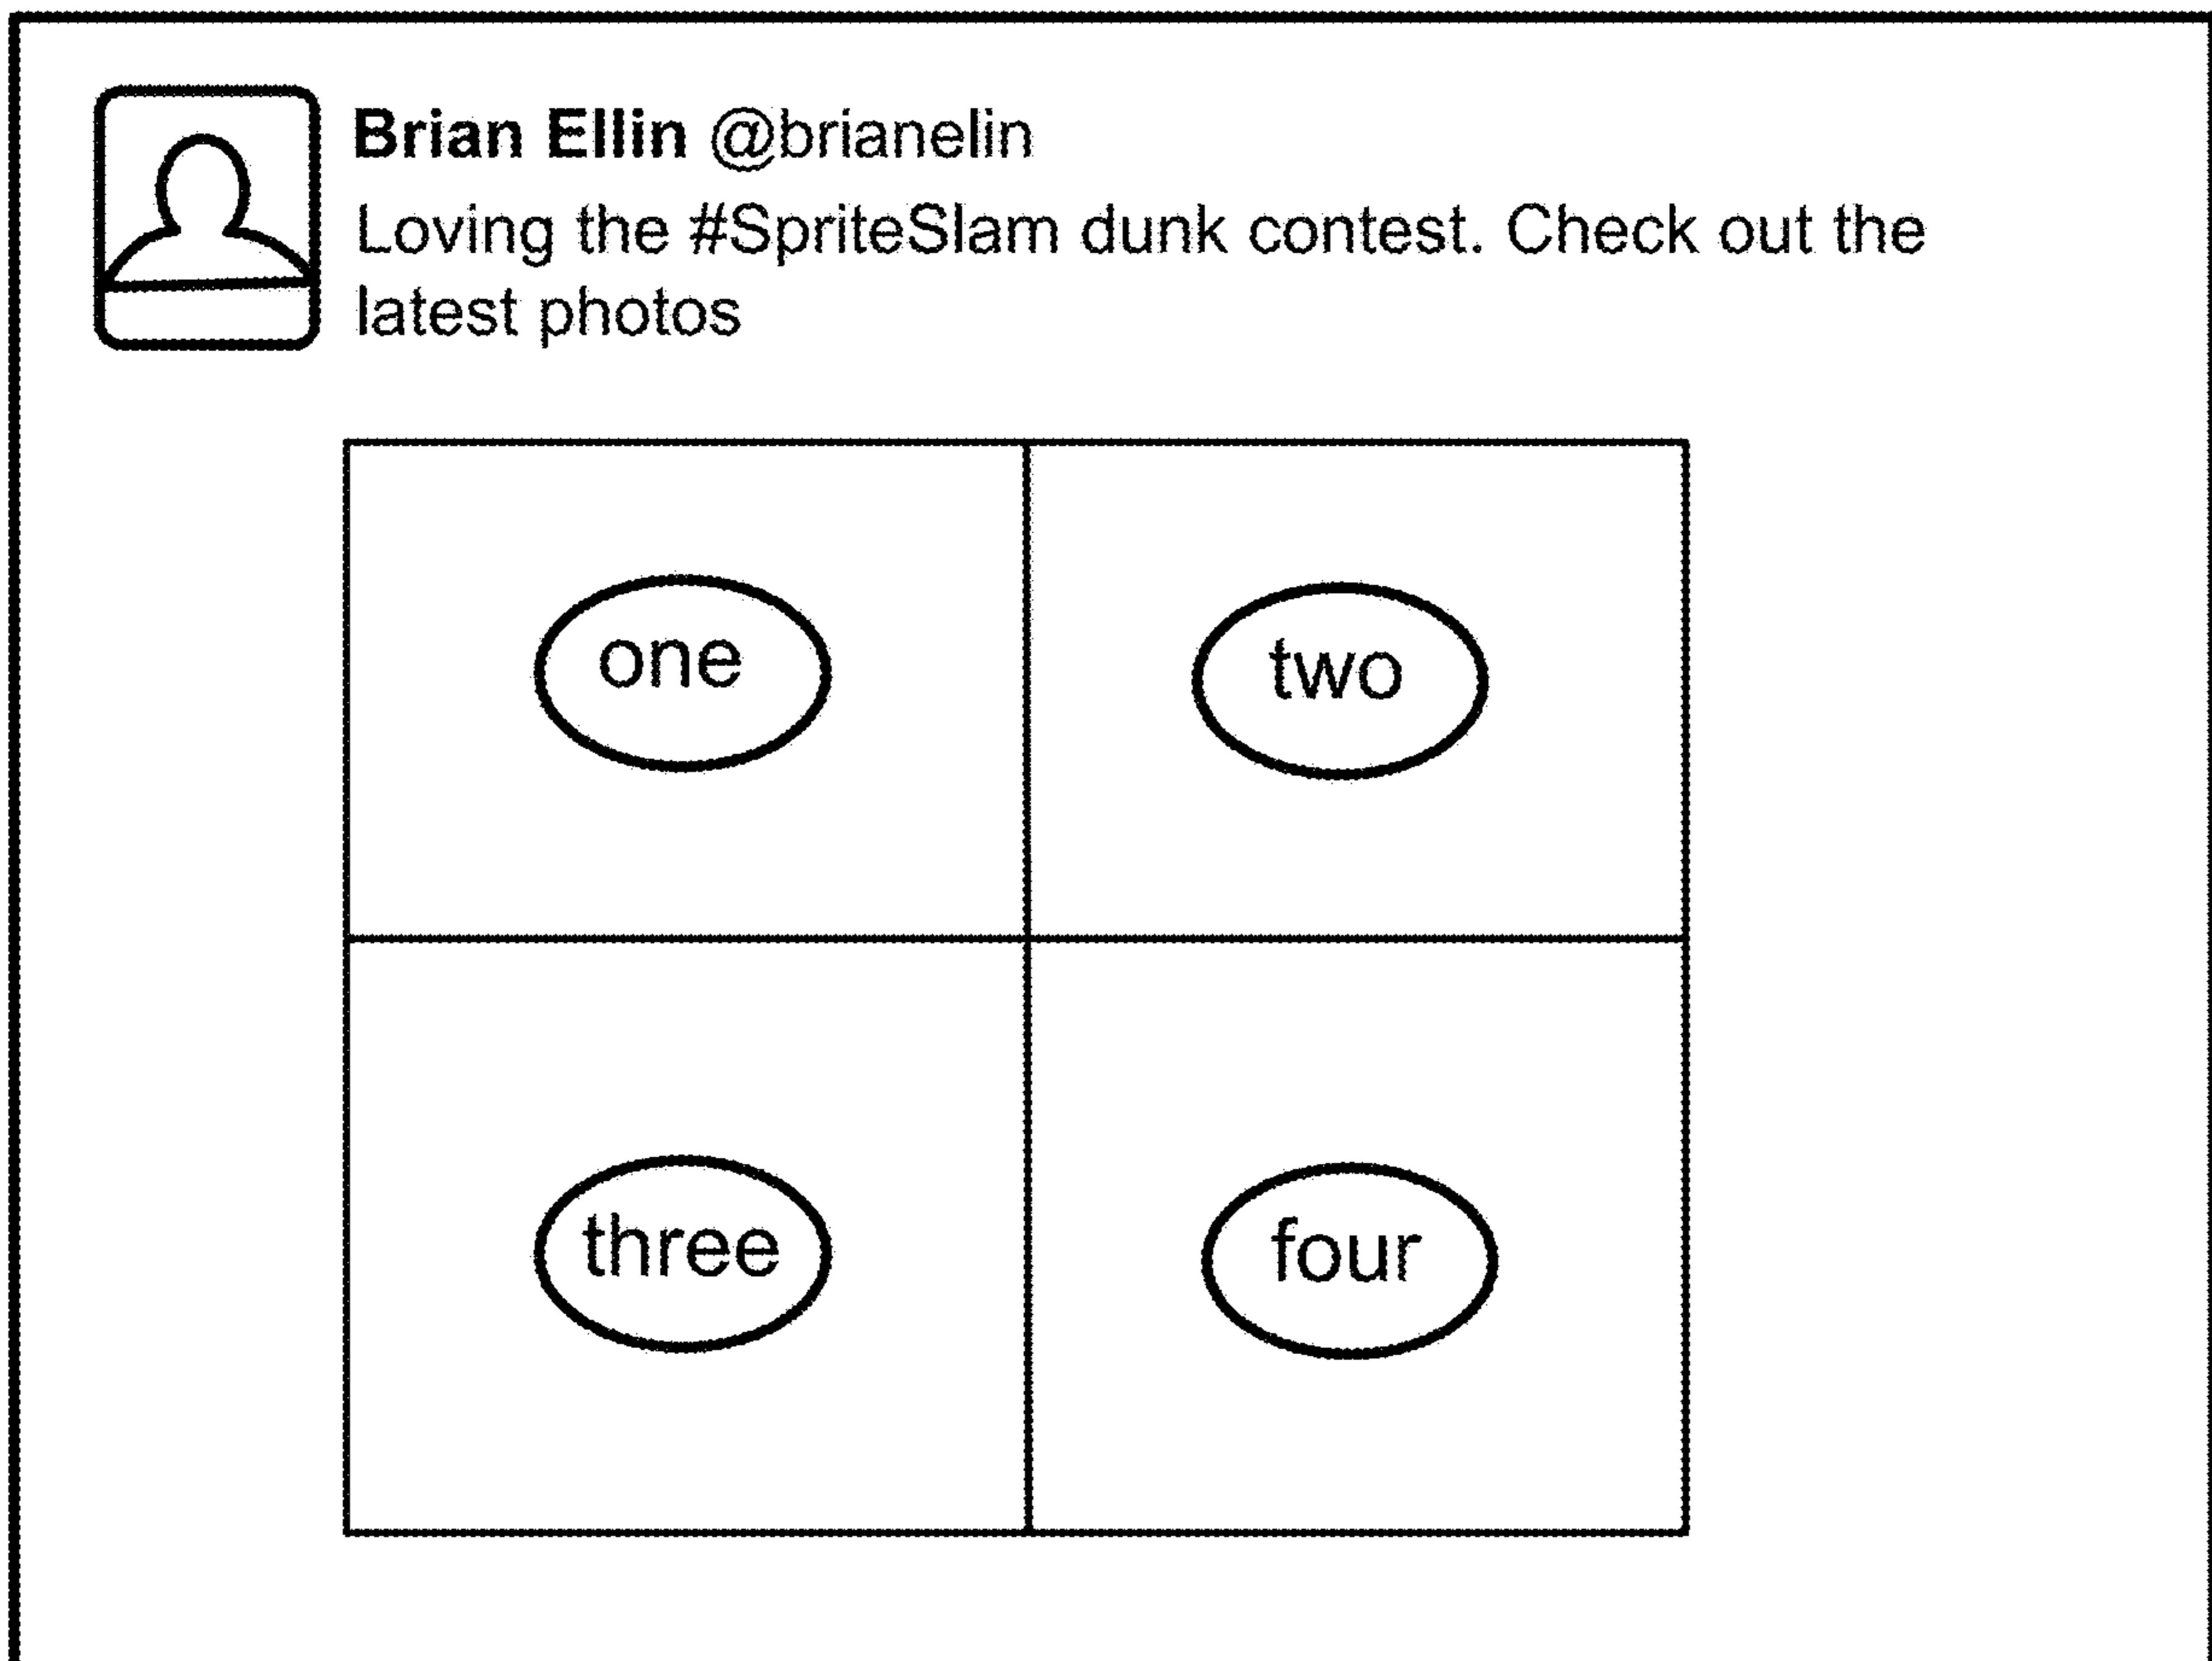 Brian Ellin @brianelin
Loving the #SpriteSlam dunk contest. Check out the
latest photos
one
two
three
four